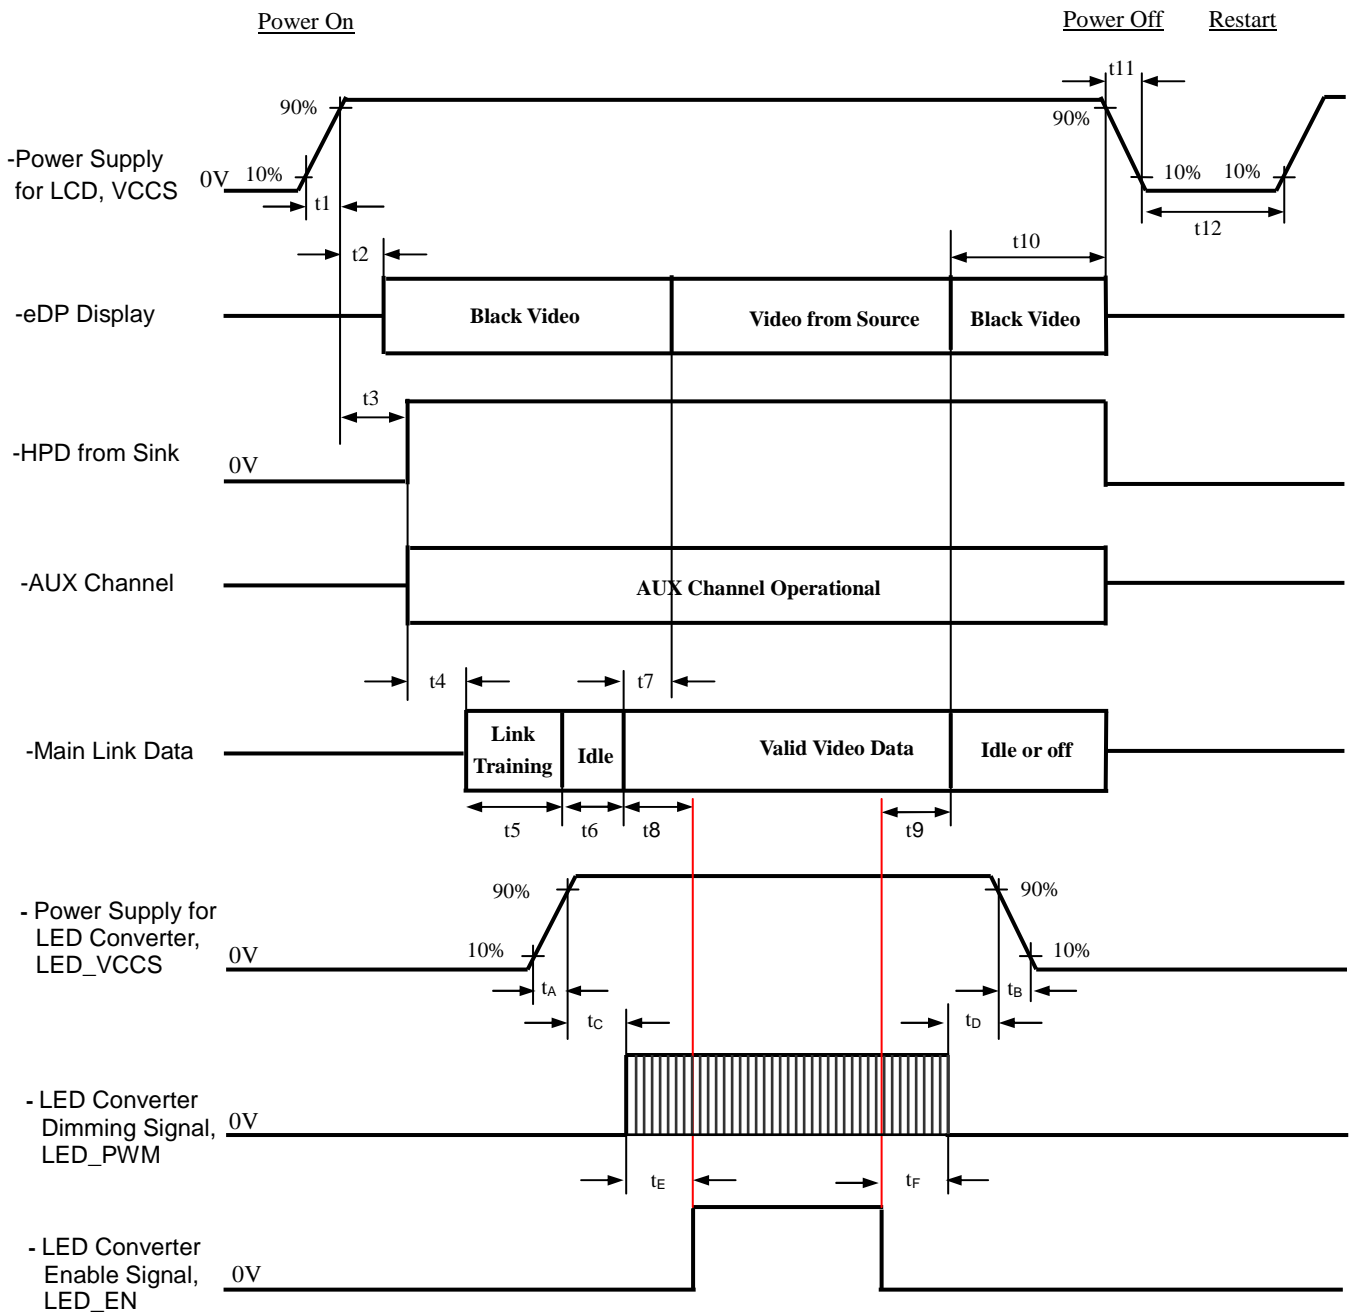 Power On
Power Off
Restart
t11
90%
90%
-Power Supply
for LCD, VCCS
0V
10%
10%
10%
t1
t12
t2
t10
-eDP Display
Black Video
Video from Source
Black Video
t3
-HPD from Sink
0V
-AUX Channel
AUX Channel Operational
t4
t7
-Main Link Data
Link
Training
Idle
Valid Video Data
Idle or off
t5
t6
t8
t9
90%
90%
- Power Supply for
LED Converter,
LED_VCCS
0V
10%
10%
tA
tB
tC
tD
- LED Converter
Dimming Signal,
LED_PWM
0V
tE
tF
- LED Converter
Enable Signal,
LED_EN
0V